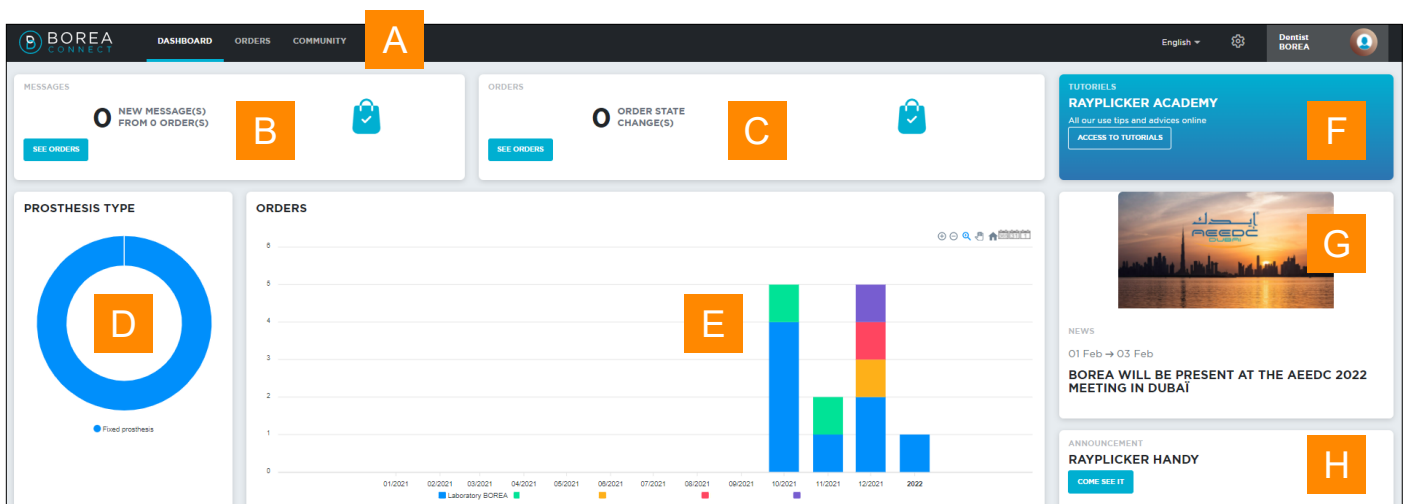 BOREA
CONNECT
DASHBOARD ORDERS COMMUNITY
A
English
Dentist
BOREA
MESSAGES
0 NEW MESSAGE(S)
FROM 0 ORDER(S)
B
SEE ORDERS
ORDERS
0 ORDER STATE
CHANGE(S)
C
SEE ORDERS
TUTORIELS
RAYPLICKER ACADEMY
All our use tips and advices online
ACCESS TO TUTORIALS
F
PROSTHESIS TYPE
D
Fixed prosthesis
ORDERS
6
5
4
3
2
1
0
E
01/2021 02/2021 03/2021 04/2021 05/2021 06/2021 07/2021 08/2021 09/2021 10/2021 11/2021 12/2021 2022
Laboratory BOREA
إيدك
AEEDC
DUBAI
G
NEWS
01 Feb → 03 Feb
BOREA WILL BE PRESENT AT THE AEEDC 2022
MEETING IN DUBAÏ
ANNOUNCEMENT
RAYPLICKER HANDY
COME SEE IT
H